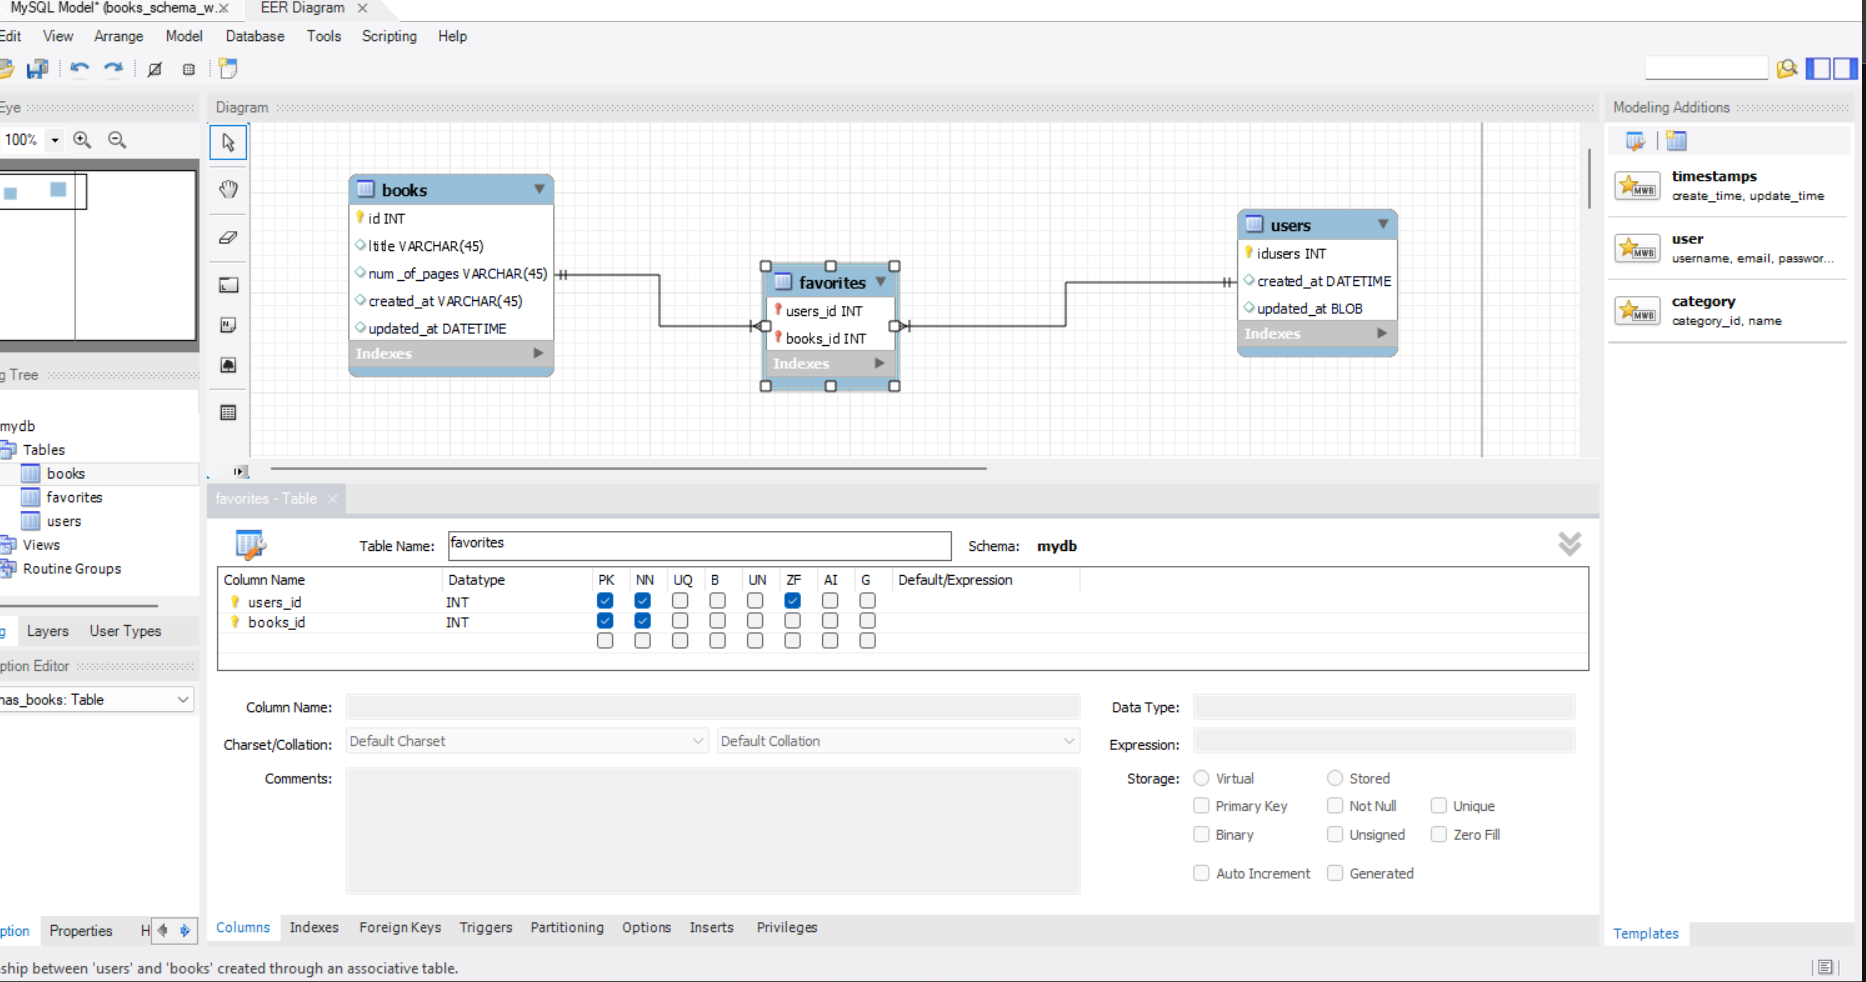 MySQL Model* (books_schema_w.× EER Diagram ×
Edit View Arrange Model Database Tools Scripting Help
Eye
Diagram
Modeling Additions
100%
books
id INT
ltitle VARCHAR(45)
num _of_pages VARCHAR(45)
created_at VARCHAR(45)
updated_at DATETIME
Indexes
favorites
users_id INT
books_id INT
Indexes
users
idusers INT
created_at DATETIME
updated_at BLOB
Indexes
timestamps
create_time, update_time
user
username, email, passwor...
category
category_id, name
MWB
MWB
MWB
g Tree
mydb
Tables
books
favorites
users
Views
Routine Groups
g Layers User Types
ption Editor
has_books: Table
favorites - Table ×
Table Name: favorites Schema: mydb
Column Name Datatype PK NN UQ B UN ZF AI G Default/Expression
users_id INT
books_id INT
Column Name: Data Type:
Charset/Collation: Default Charset Default Collation Expression:
Comments: Storage: Virtual Stored
Primary Key Not Null Unique
Binary Unsigned Zero Fill
Auto Increment Generated
ption Properties H
Columns Indexes Foreign Keys Triggers Partitioning Options Inserts Privileges
Templates
ship between 'users' and 'books' created through an associative table.